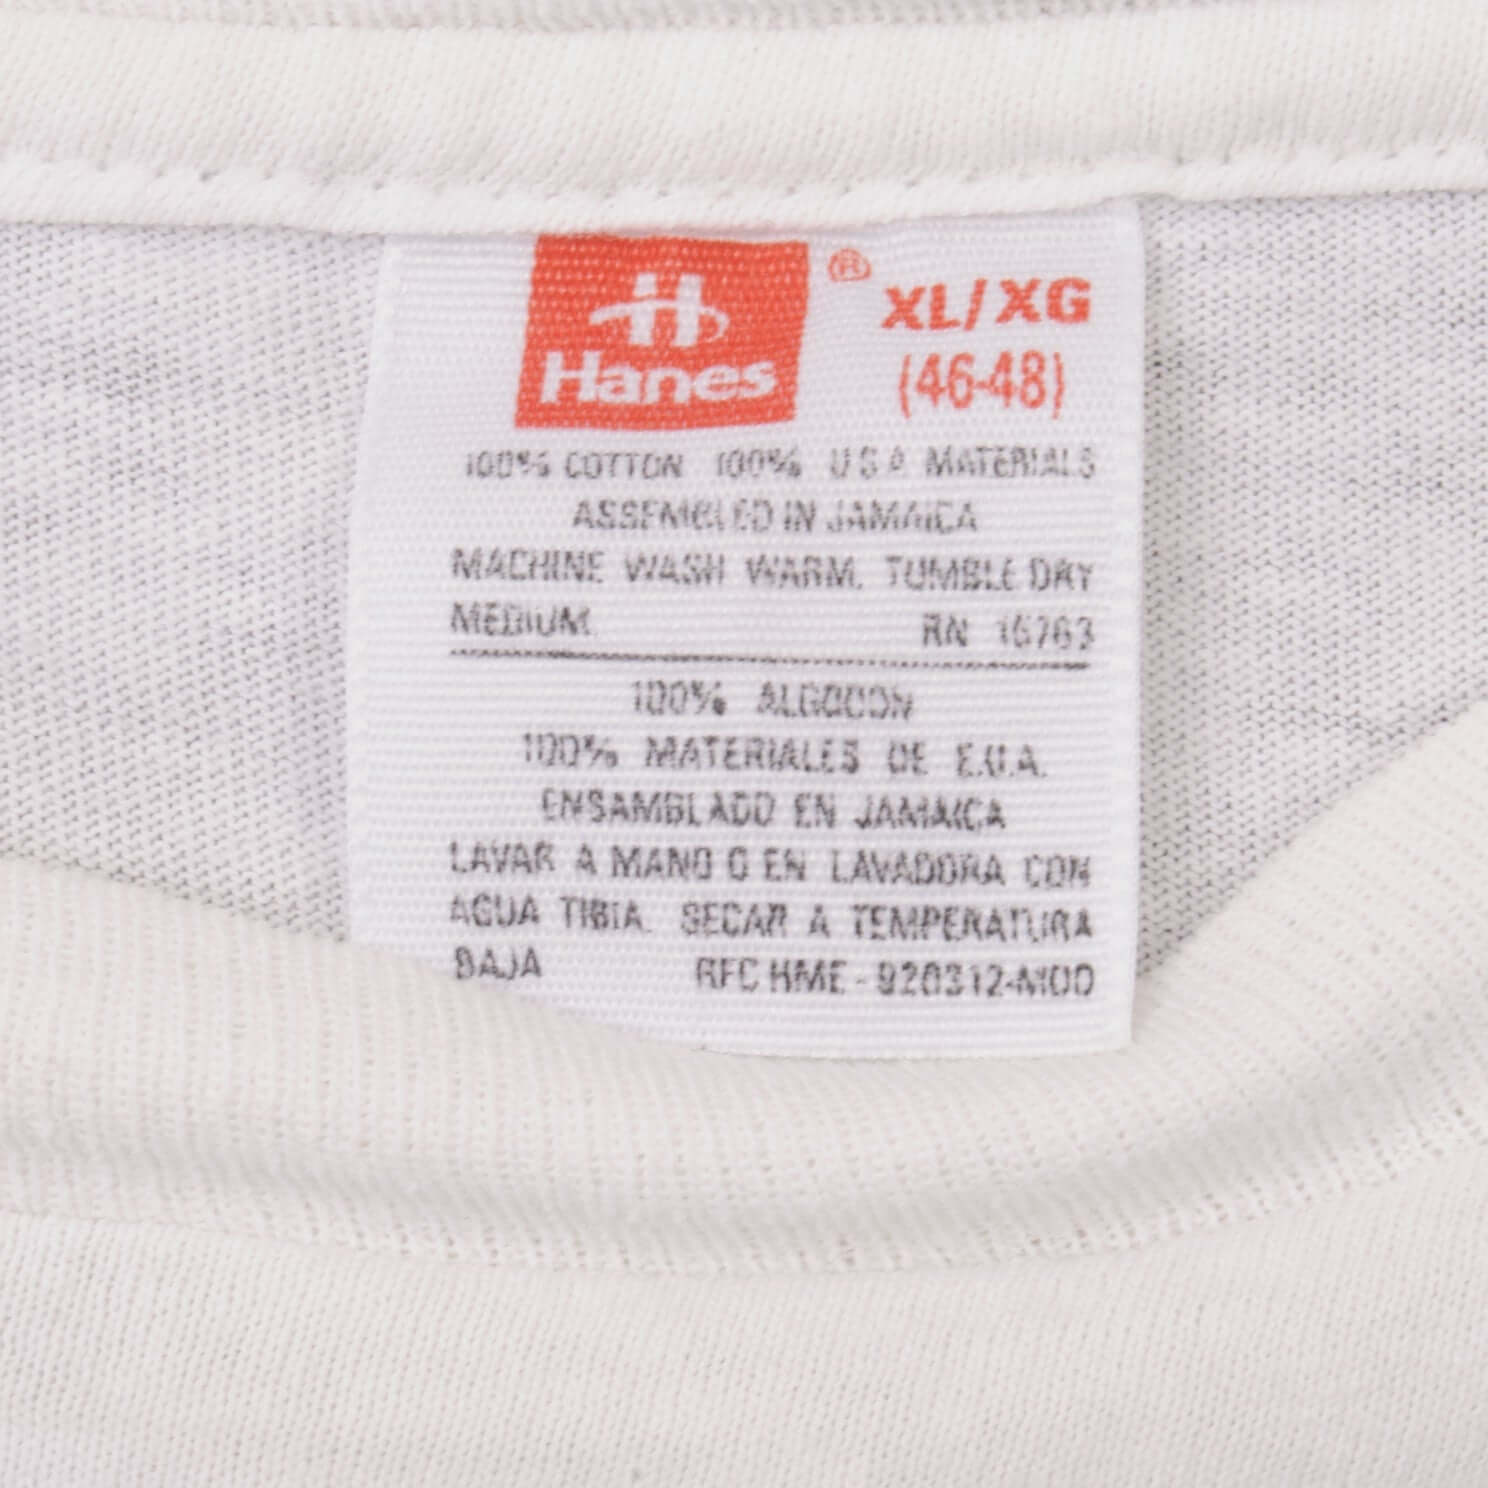 H
Hanes ® XL/XG
(46-48)
100% COTTON 100% U S A MATERIALS
ASSEMBLED IN JAMAICA
MACHINE WASH WARM. TUMBLE DRY
MEDIUM RN 15763
100% ALGODON
100% MATERIALES DE E.U.A.
ENSAMBLADO EN JAMAICA
LAVAR A MANO O EN LAVADORA CON
AGUA TIBIA. SECAR A TEMPERATURA
BAJA RFC HME - 920312-MOD